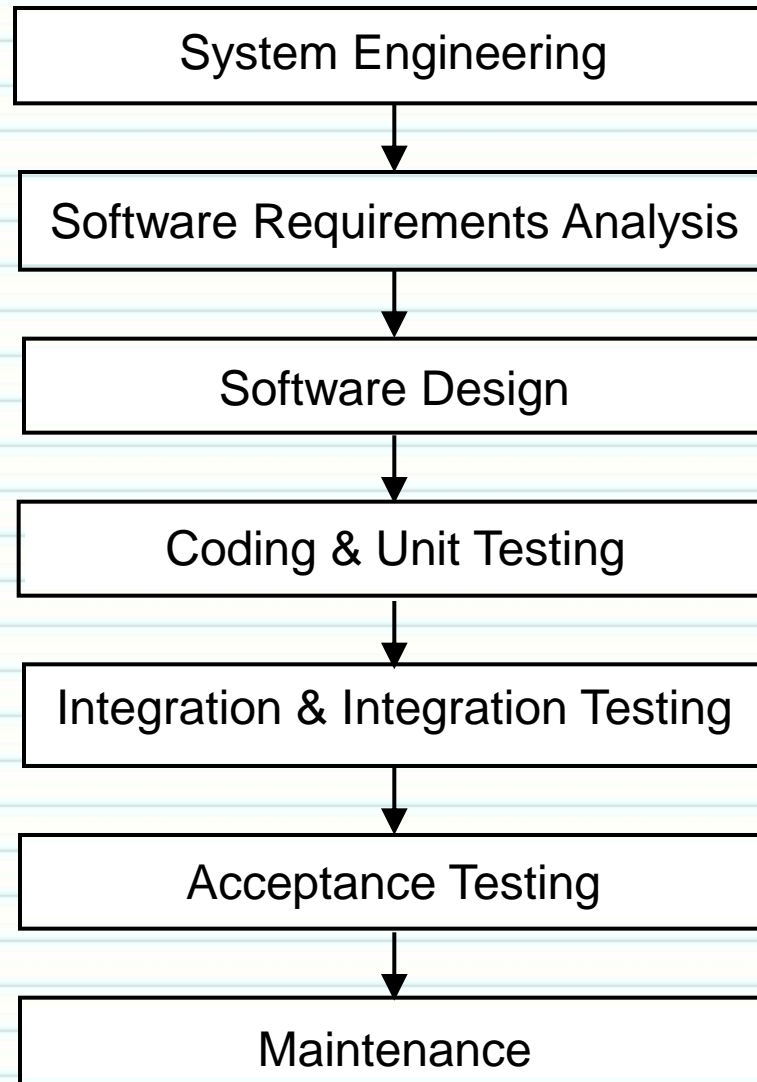 System Engineering
Software Requirements Analysis
Software Design
Coding & Unit Testing
Integration & Integration Testing
Acceptance Testing
Maintenance